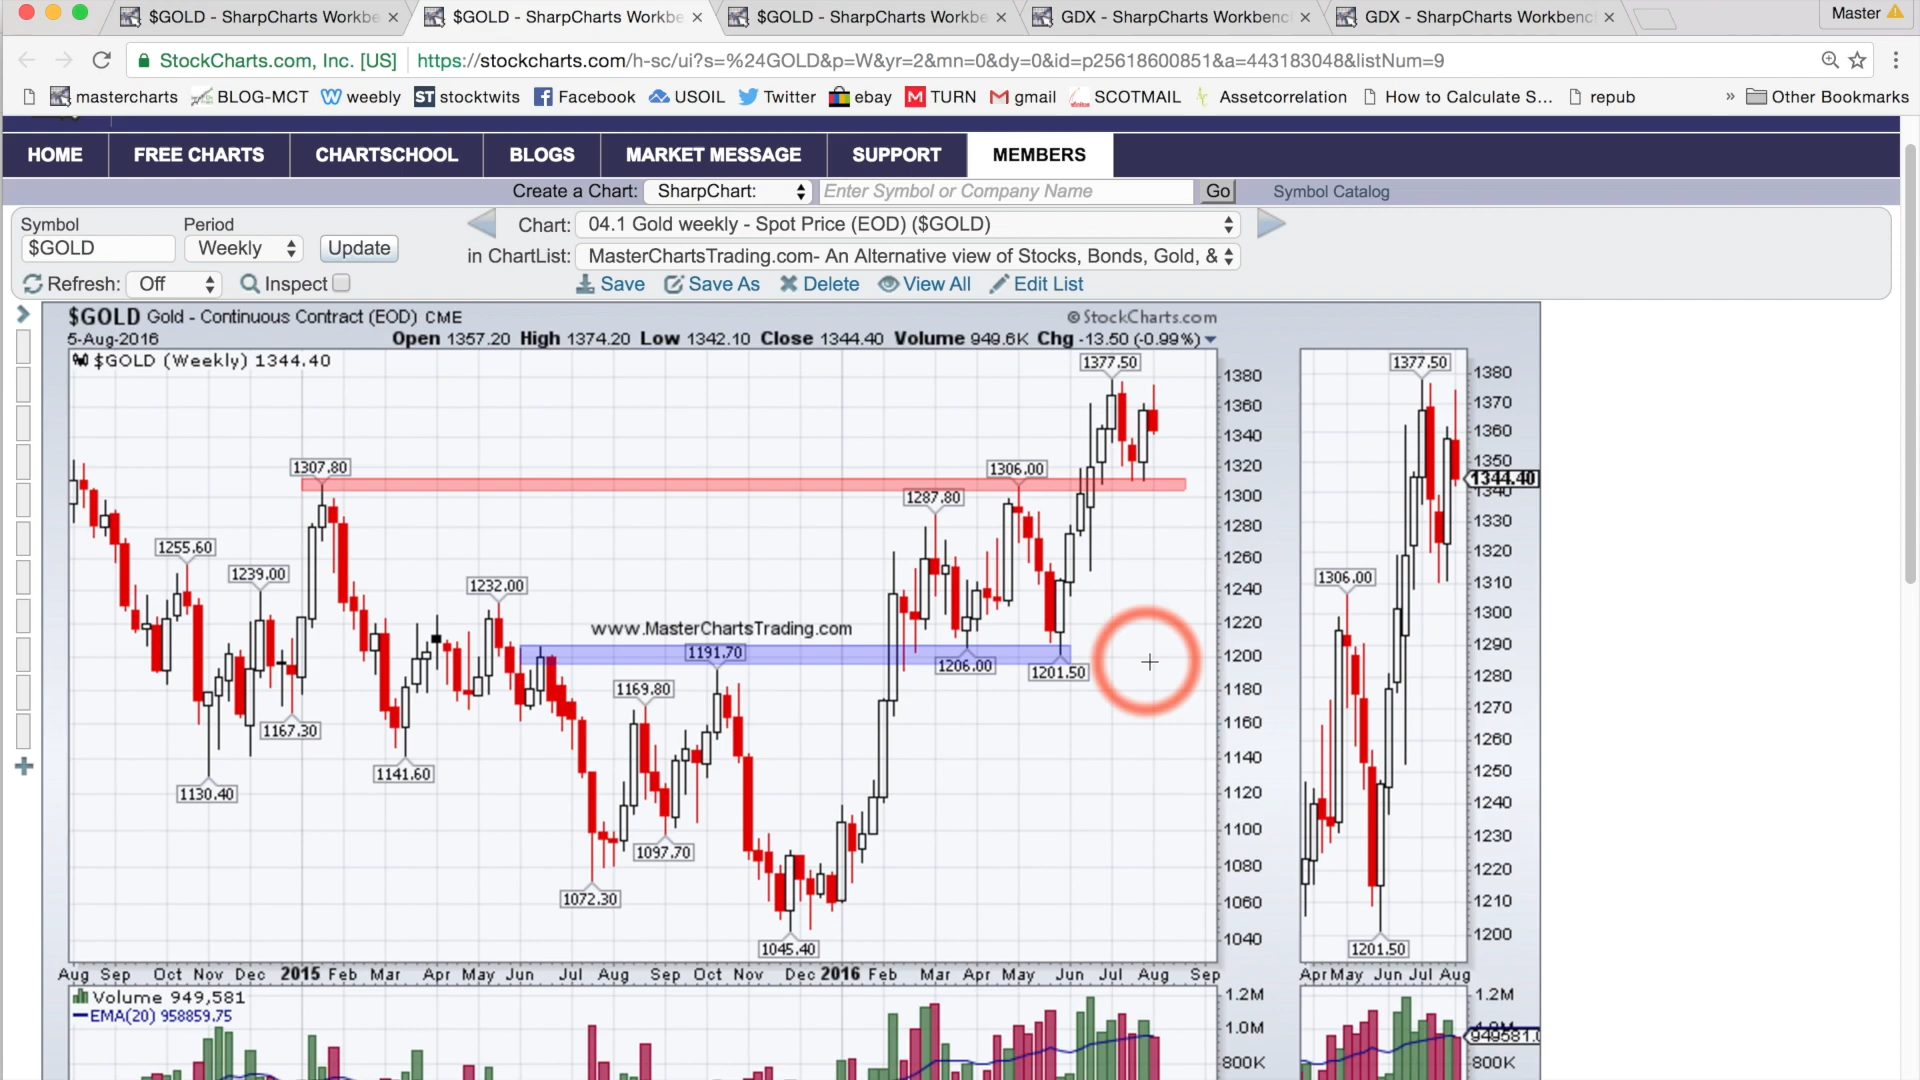 $GOLD - SharpCharts Workbe × $GOLD - SharpCharts Workbe × $GOLD - SharpCharts Workbe × GDX - SharpCharts Workbenc × GDX - SharpCharts Workbenc × Master
StockCharts.com, Inc. [US] https://stockcharts.com/h-sc/ui?s=%24GOLD&p=W&yr=2&mn=0&dy=0&id=p25618600851&a=443183048&listNum=9
mastercharts BLOG-MCT weebly ST stocktwits Facebook USOIL Twitter ebay TURN gmail SCOTMAIL Assetcorrelation How to Calculate S... repub » Other Bookmarks
HOME FREE CHARTS CHARTSCHOOL BLOGS MARKET MESSAGE SUPPORT MEMBERS
Create a Chart: SharpChart: Enter Symbol or Company Name Go Symbol Catalog
Symbol Period Chart: 04.1 Gold weekly - Spot Price (EOD) ($GOLD)
$GOLD Weekly Update in ChartList: MasterChartsTrading.com- An Alternative view of Stocks, Bonds, Gold, &
Refresh: Off Inspect Save Save As Delete View All Edit List
$GOLD Gold - Continuous Contract (EOD) CME © StockCharts.com
5-Aug-2016 Open 1357.20 High 1374.20 Low 1342.10 Close 1344.40 Volume 949.6K Chg -13.50 (-0.99%)
$GOLD (Weekly) 1344.40
1377.50 1377.50
1307.80 1306.00
1287.80
1255.60
1239.00 1232.00 1306.00
www.MasterChartsTrading.com
1191.70
1206.00 1201.50
1169.80
1167.30
1141.60
1130.40
1097.70
1072.30
1045.40 1201.50
1380
1360
1340
1320
1300
1280
1260
1240
1220
1200
1180
1160
1140
1120
1100
1080
1060
1040
1380
1370
1360
1350
1344.40
1340
1330
1320
1310
1300
1290
1280
1270
1260
1250
1240
1230
1220
1210
1200
Aug Sep Oct Nov Dec 2015 Feb Mar Apr May Jun Jul Aug Sep Oct Nov Dec 2016 Feb Mar Apr May Jun Jul Aug Sep Apr May Jun Jul Aug
Volume 949,581 1.2M 1.2M
EMA(20) 958859.75
1.0M 949581.0
800K 800K